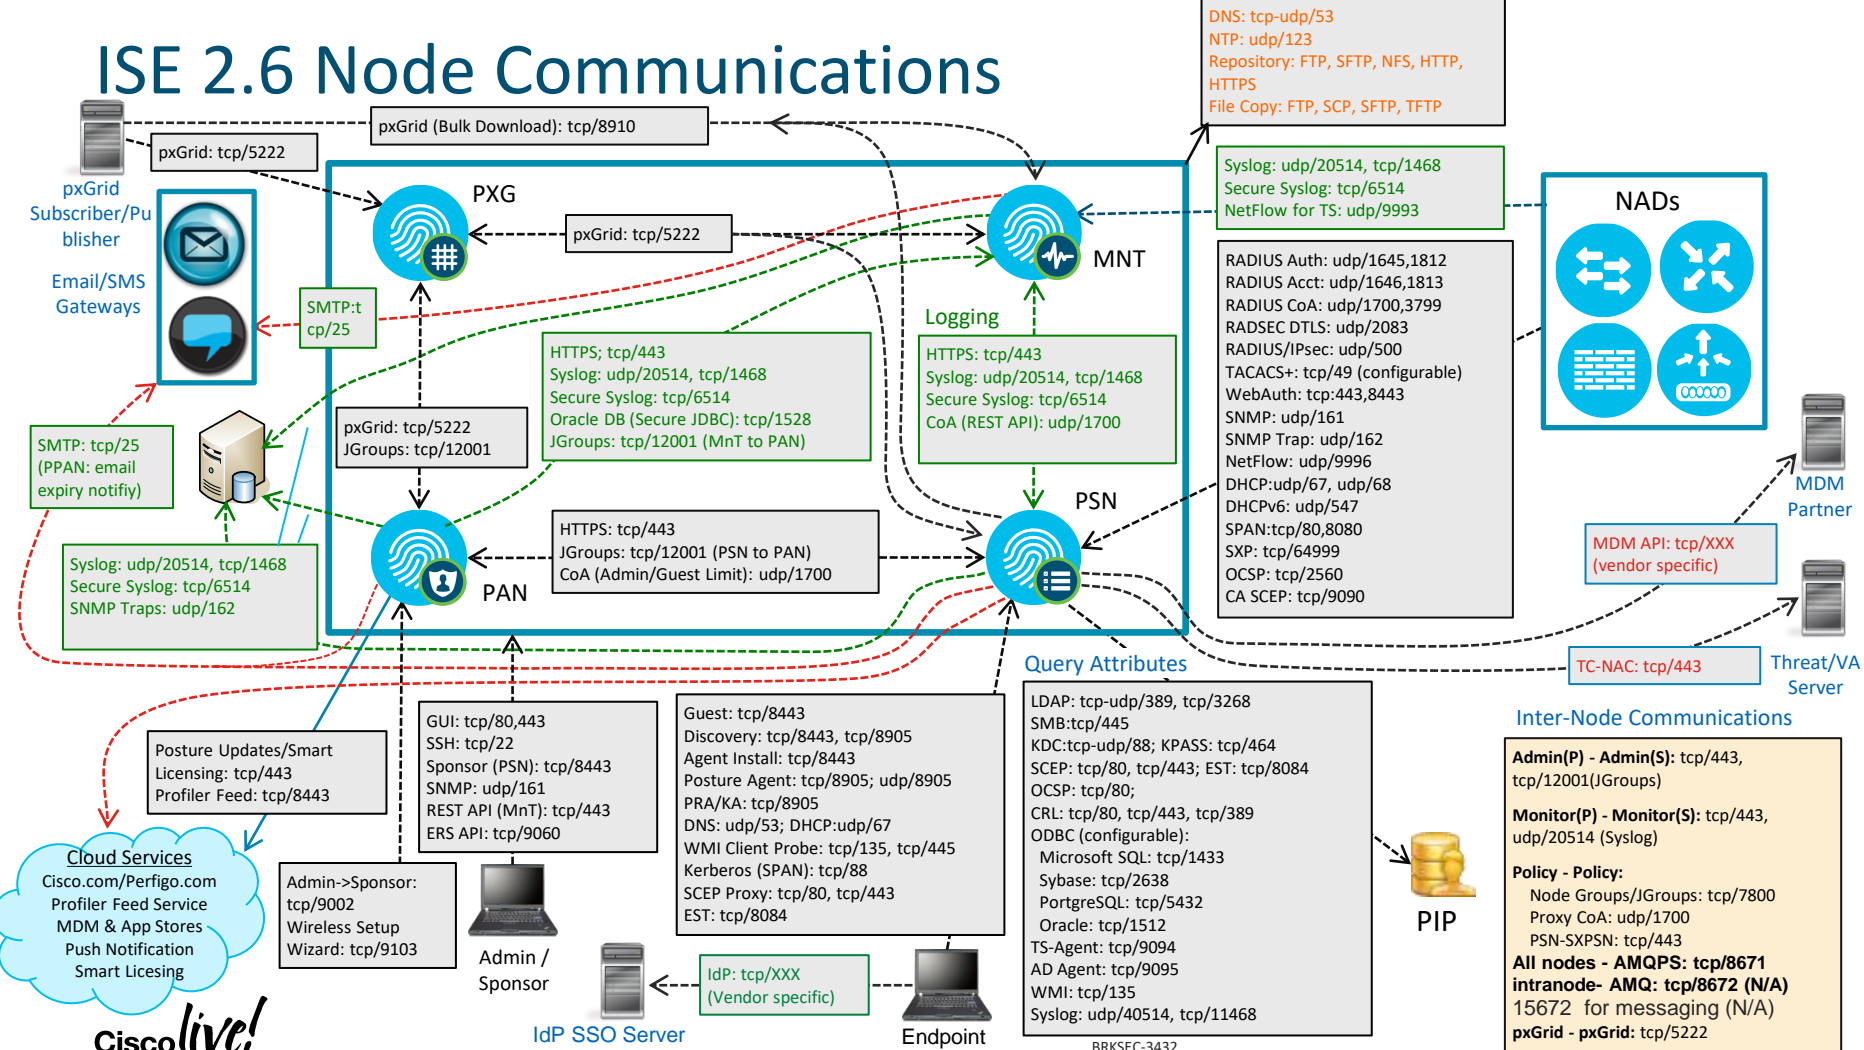 ISE 2.6 Node Communications
DNS: tcp-udp/53
NTP: udp/123
Repository: FTP, SFTP, NFS, HTTP,
HTTPS
File Copy: FTP, SCP, SFTP, TFTP
pxGrid (Bulk Download): tcp/8910
pxGrid: tcp/5222
pxGrid
Subscriber/Pu
blisher
Email/SMS
Gateways
PXG
pxGrid: tcp/5222
MNT
Syslog: udp/20514, tcp/1468
Secure Syslog: tcp/6514
NetFlow for TS: udp/9993
NADs
SMTP:t
cp/25
HTTPS; tcp/443
Syslog: udp/20514, tcp/1468
Secure Syslog: tcp/6514
Oracle DB (Secure JDBC): tcp/1528
JGroups: tcp/12001 (MnT to PAN)
Logging
HTTPS: tcp/443
Syslog: udp/20514, tcp/1468
Secure Syslog: tcp/6514
CoA (REST API): udp/1700
RADIUS Auth: udp/1645,1812
RADIUS Acct: udp/1646,1813
RADIUS CoA: udp/1700,3799
RADSEC DTLS: udp/2083
RADIUS/IPsec: udp/500
TACACS+: tcp/49 (configurable)
WebAuth: tcp:443,8443
SNMP: udp/161
SNMP Trap: udp/162
NetFlow: udp/9996
DHCP:udp/67, udp/68
DHCPv6: udp/547
SPAN:tcp/80,8080
SXP: tcp/64999
OCSP: tcp/2560
CA SCEP: tcp/9090
pxGrid: tcp/5222
JGroups: tcp/12001
SMTP: tcp/25
(PPAN: email
expiry notifiy)
MDM
Partner
MDM API: tcp/XXX
(vendor specific)
PSN
HTTPS: tcp/443
JGroups: tcp/12001 (PSN to PAN)
CoA (Admin/Guest Limit): udp/1700
PAN
Syslog: udp/20514, tcp/1468
Secure Syslog: tcp/6514
SNMP Traps: udp/162
TC-NAC: tcp/443
Threat/VA
Server
Query Attributes
LDAP: tcp-udp/389, tcp/3268
SMB:tcp/445
KDC:tcp-udp/88; KPASS: tcp/464
SCEP: tcp/80, tcp/443; EST: tcp/8084
OCSP: tcp/80;
CRL: tcp/80, tcp/443, tcp/389
ODBC (configurable):
Microsoft SQL: tcp/1433
Sybase: tcp/2638
PortgreSQL: tcp/5432
Oracle: tcp/1512
TS-Agent: tcp/9094
AD Agent: tcp/9095
WMI: tcp/135
Syslog: udp/40514, tcp/11468
PIP
Posture Updates/Smart
Licensing: tcp/443
Profiler Feed: tcp/8443
GUI: tcp/80,443
SSH: tcp/22
Sponsor (PSN): tcp/8443
SNMP: udp/161
REST API (MnT): tcp/443
ERS API: tcp/9060
Guest: tcp/8443
Discovery: tcp/8443, tcp/8905
Agent Install: tcp/8443
Posture Agent: tcp/8905; udp/8905
PRA/KA: tcp/8905
DNS: udp/53; DHCP:udp/67
WMI Client Probe: tcp/135, tcp/445
Kerberos (SPAN): tcp/88
SCEP Proxy: tcp/80, tcp/443
EST: tcp/8084
Cloud Services
Cisco.com/Perfigo.com
Profiler Feed Service
MDM & App Stores
Push Notification
Smart Licesing
Admin->Sponsor:
tcp/9002
Wireless Setup
Wizard: tcp/9103
Admin /
Sponsor
IdP: tcp/XXX
(Vendor specific)
IdP SSO Server
Endpoint
Inter-Node Communications
Admin(P) - Admin(S): tcp/443,
tcp/12001(JGroups)
Monitor(P) - Monitor(S): tcp/443,
udp/20514 (Syslog)
Policy - Policy:
Node Groups/JGroups: tcp/7800
Proxy CoA: udp/1700
PSN-SXPSN: tcp/443
All nodes - AMQPS: tcp/8671
intranode- AMQ: tcp/8672 (N/A)
15672 for messaging (N/A)
pxGrid - pxGrid: tcp/5222
Cisco live!
BRKSEC-3432